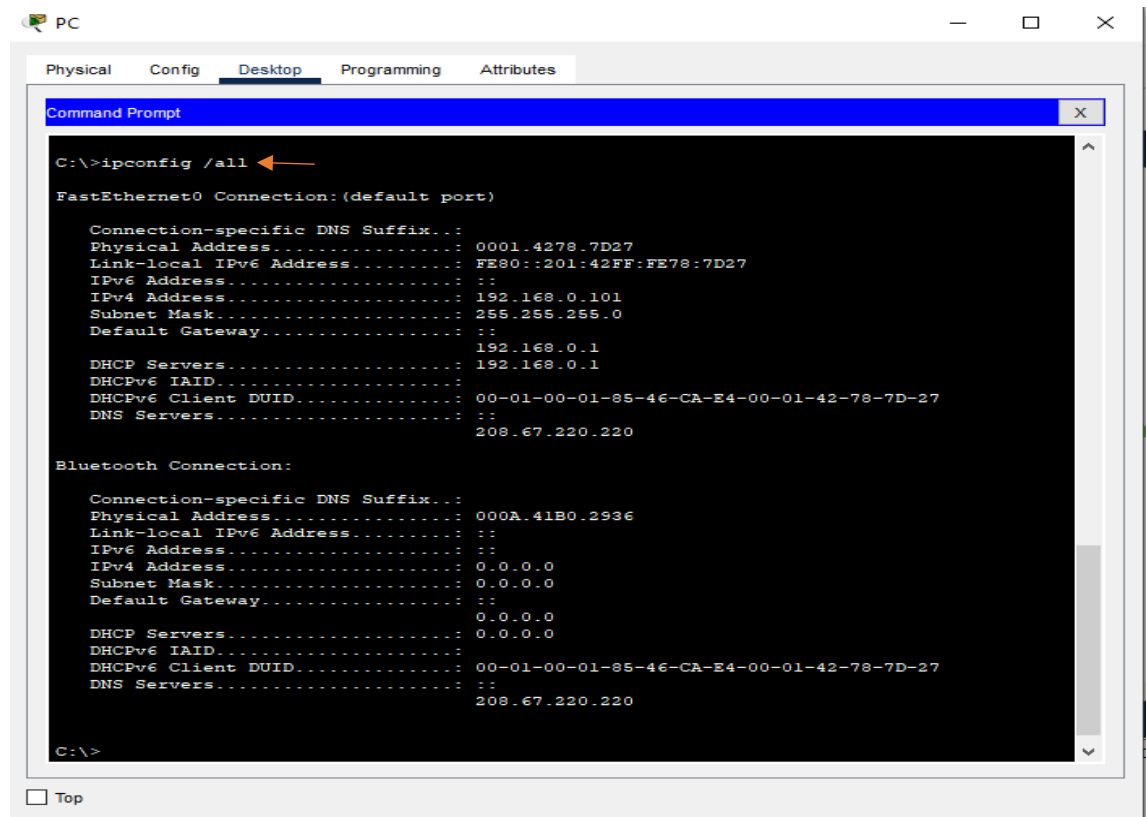 PC
Physical Config Desktop Programming Attributes
Command Prompt X
C:\>ipconfig /all
FastEthernet0 Connection:(default port)
Connection-specific DNS Suffix..:
Physical Address................: 0001.4278.7D27
Link-local IPv6 Address.........: FE80::201:42FF:FE78:7D27
IPv6 Address....................: ::
IPv4 Address....................: 192.168.0.101
Subnet Mask.....................: 255.255.255.0
Default Gateway.................: ::
192.168.0.1
DHCP Servers....................: 192.168.0.1
DHCPv6 IAID.....................:
DHCPv6 Client DUID..............: 00-01-00-01-85-46-CA-E4-00-01-42-78-7D-27
DNS Servers.....................: ::
208.67.220.220
Bluetooth Connection:
Connection-specific DNS Suffix..:
Physical Address................: 000A.41B0.2936
Link-local IPv6 Address.........: ::
IPv6 Address....................: ::
IPv4 Address....................: 0.0.0.0
Subnet Mask.....................: 0.0.0.0
Default Gateway.................: ::
0.0.0.0
DHCP Servers....................: 0.0.0.0
DHCPv6 IAID.....................:
DHCPv6 Client DUID..............: 00-01-00-01-85-46-CA-E4-00-01-42-78-7D-27
DNS Servers.....................: ::
208.67.220.220
C:\>
Top